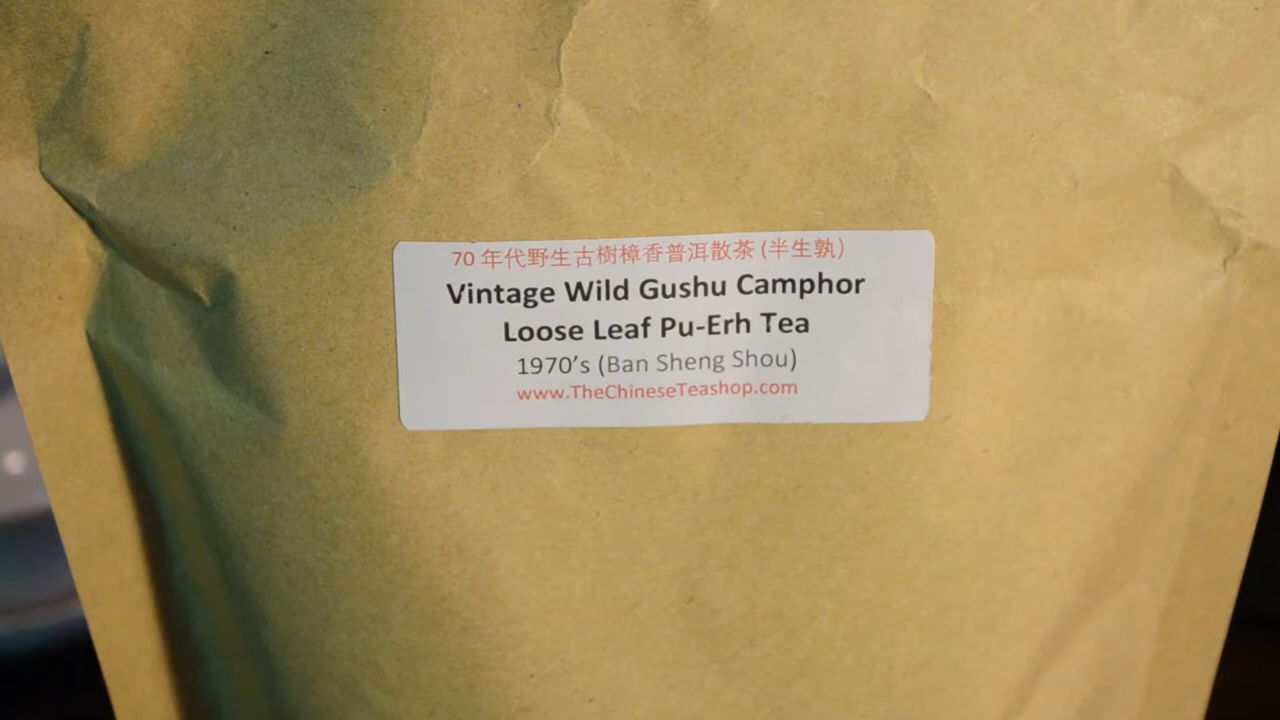 70 年代野生古樹樟香普洱散茶 (半生孰)
Vintage Wild Gushu Camphor
Loose Leaf Pu-Erh Tea
1970's (Ban Sheng Shou)
www.TheChineseTeashop.com